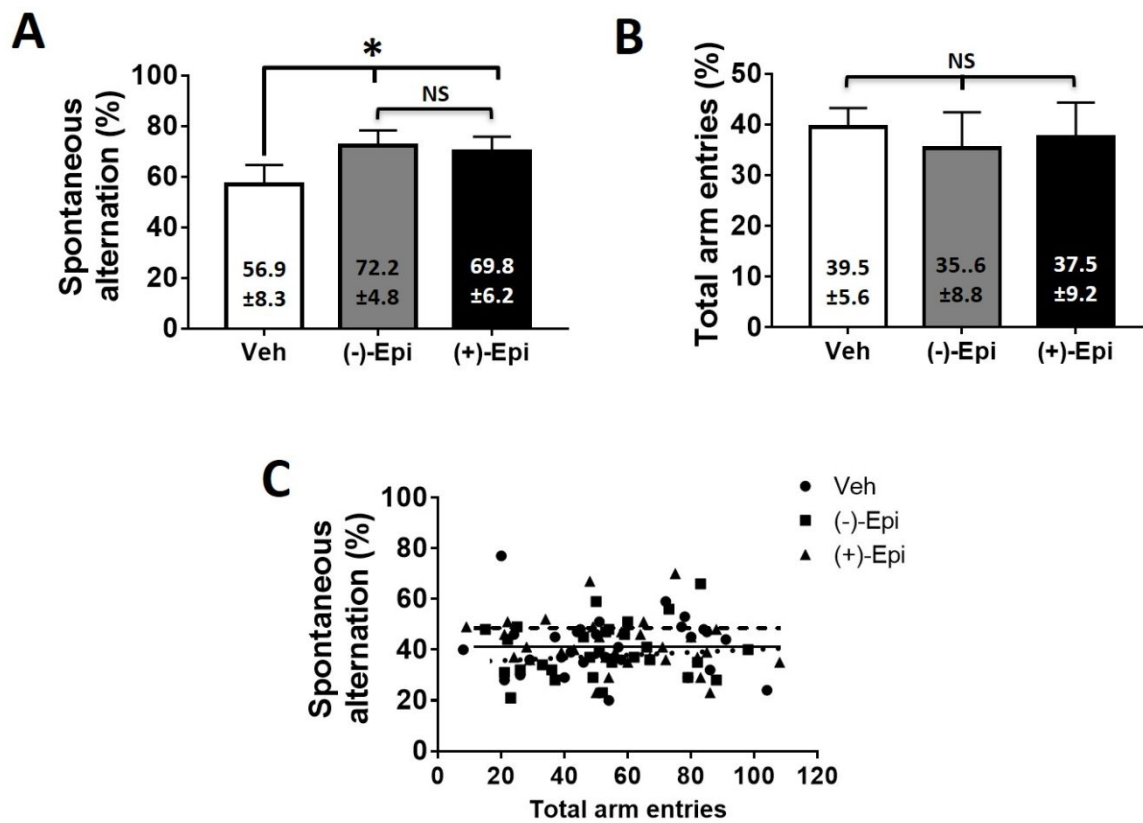 A
*
NS
Spontaneous
alternation (%)
100
80
60
40
20
0
56.9
±8.3
72.2
±4.8
69.8
±6.2
Veh
(-)-Epi
(+)-Epi
B
NS
Total arm entries (%)
50
40
30
20
10
0
39.5
±5.6
35..6
±8.8
37.5
±9.2
Veh
(-)-Epi
(+)-Epi
C
Spontaneous
alternation (%)
100
80
60
40
20
0
0
20
40
60
80
100
120
Total arm entries
Veh
(-)-Epi
(+)-Epi